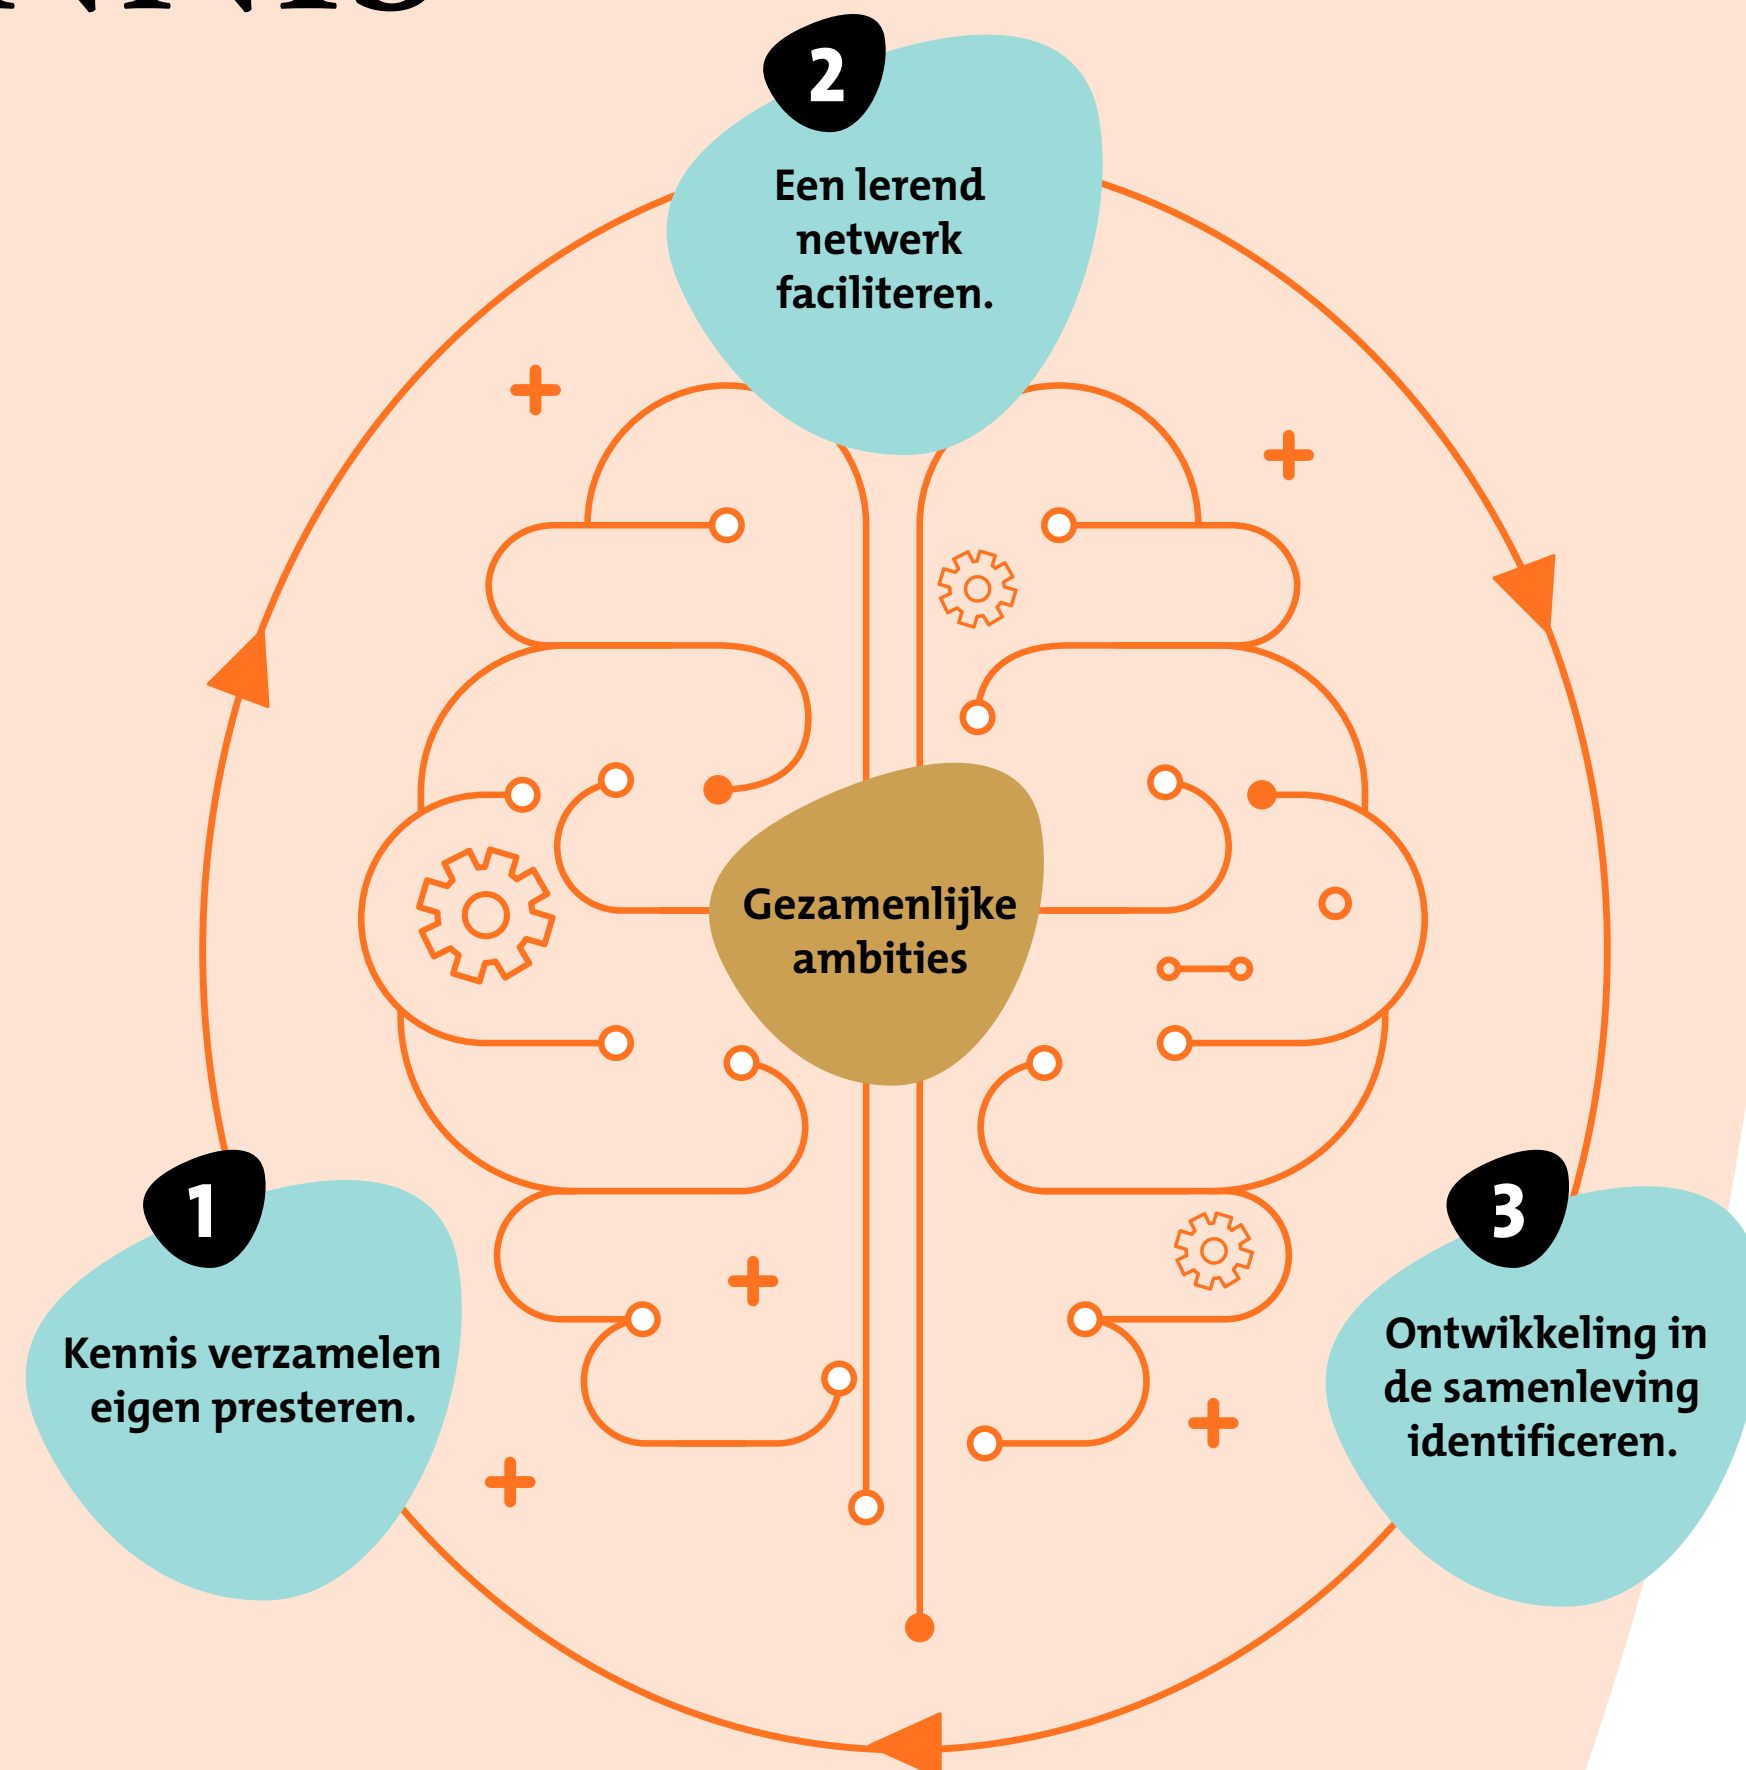 2
Een lerend
netwerk
faciliteren.
Gezamenlijke
ambities
1
Kennis verzamelen
eigen presteren.
3
Ontwikkeling in
de samenleving
identificeren.